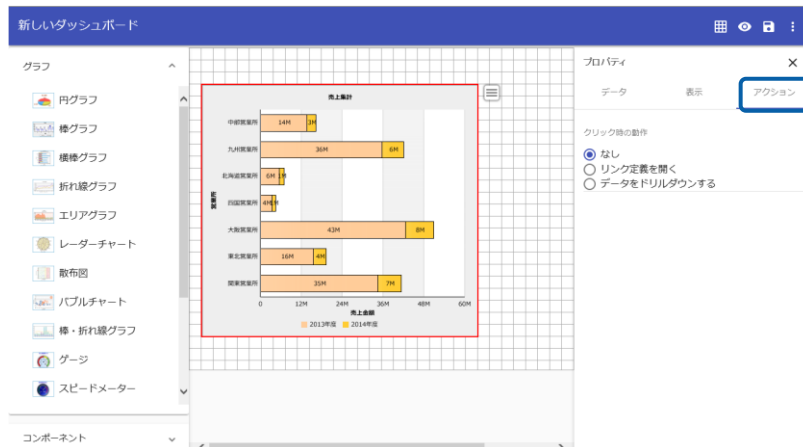 新しいダッシュボード
グラフ
円グラフ
棒グラフ
横棒グラフ
折れ線グラフ
エリアグラフ
レーダーチャート
散布図
バブルチャート
棒・折れ線グラフ
ゲージ
スピードメーター
コンポーネント
売上集計
営業所
中部営業所 14M 3M
九州営業所 36M 6M
北海道営業所 6M 1M
四国営業所 4M
大阪営業所 43M 8M
東北営業所 16M 4M
関東営業所 35M 7M
0 12M 24M 36M 48M 60M
売上金額
2013年度 2014年度
プロパティ
データ 表示 アクション
クリック時の動作
なし
リンク定義を開く
データをドリルダウンする